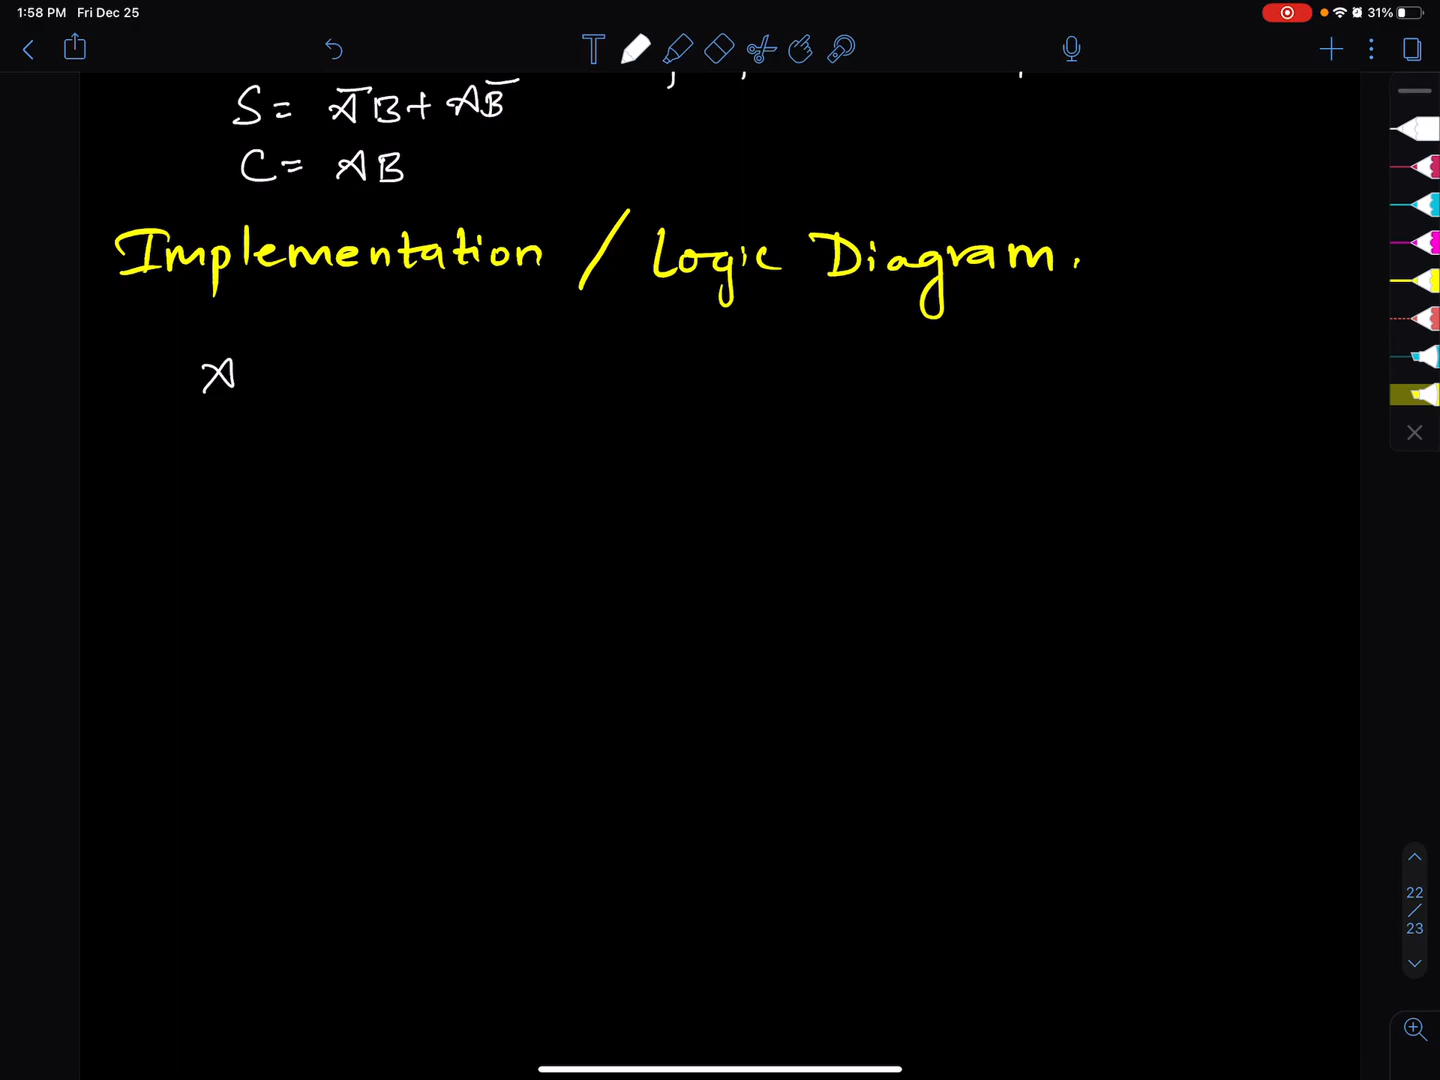 1:58 PM Fri Dec 25
31%
S = A̅B + AB̅
C = AB
Implementation / Logic Diagram.
A
22
/
23